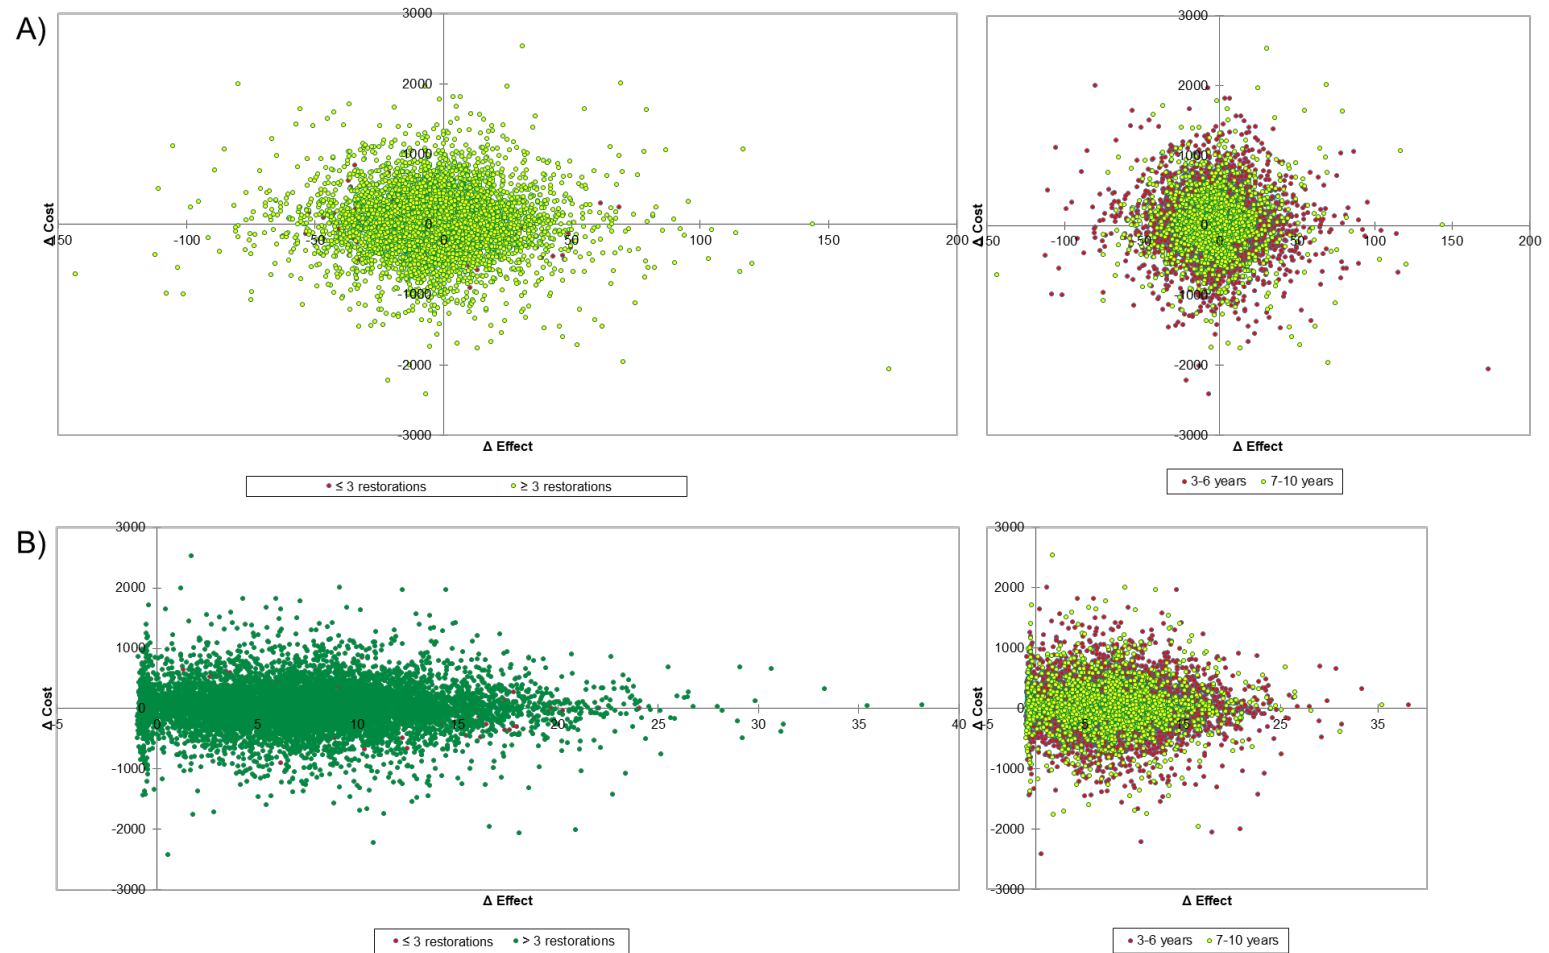 A)
3000
2000
1000
0
-1000
-2000
-3000
-150 -100 -50 0 50 100 150 200
Δ Cost
Δ Effect
≤ 3 restorations ≥ 3 restorations
3000
2000
1000
0
-1000
-2000
-3000
-150 -100 -50 0 50 100 150 200
Δ Cost
Δ Effect
3-6 years 7-10 years
B)
3000
2000
1000
0
-1000
-2000
-3000
-5 0 5 10 15 20 25 30 35 40
Δ Cost
Δ Effect
≤ 3 restorations > 3 restorations
3000
2000
1000
0
-1000
-2000
-3000
-5 5 15 25 35
Δ Cost
Δ Effect
3-6 years 7-10 years